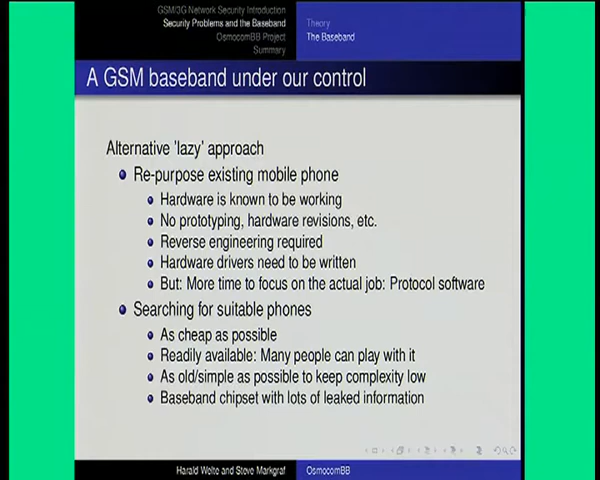 GSM/3G Network Security Introduction
Security Problems and the Baseband
OsmocomBB Project
Summary
Theory
The Baseband
A GSM baseband under our control
Alternative 'lazy' approach
Re-purpose existing mobile phone
Hardware is known to be working
No prototyping, hardware revisions, etc.
Reverse engineering required
Hardware drivers need to be written
But: More time to focus on the actual job: Protocol software
Searching for suitable phones
As cheap as possible
Readily available: Many people can play with it
As old/simple as possible to keep complexity low
Baseband chipset with lots of leaked information
Harald Welte and Steve Markgraf
OsmocomBB